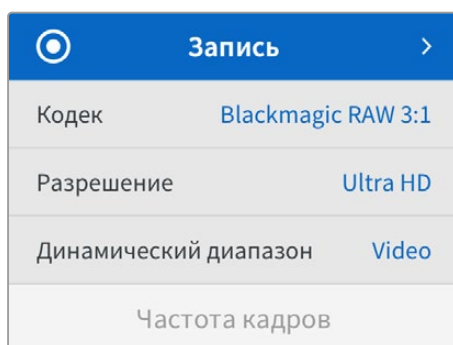 Запись
Кодек Blackmagic RAW 3:1
Разрешение Ultra HD
Динамический диапазон Video
Частота кадров